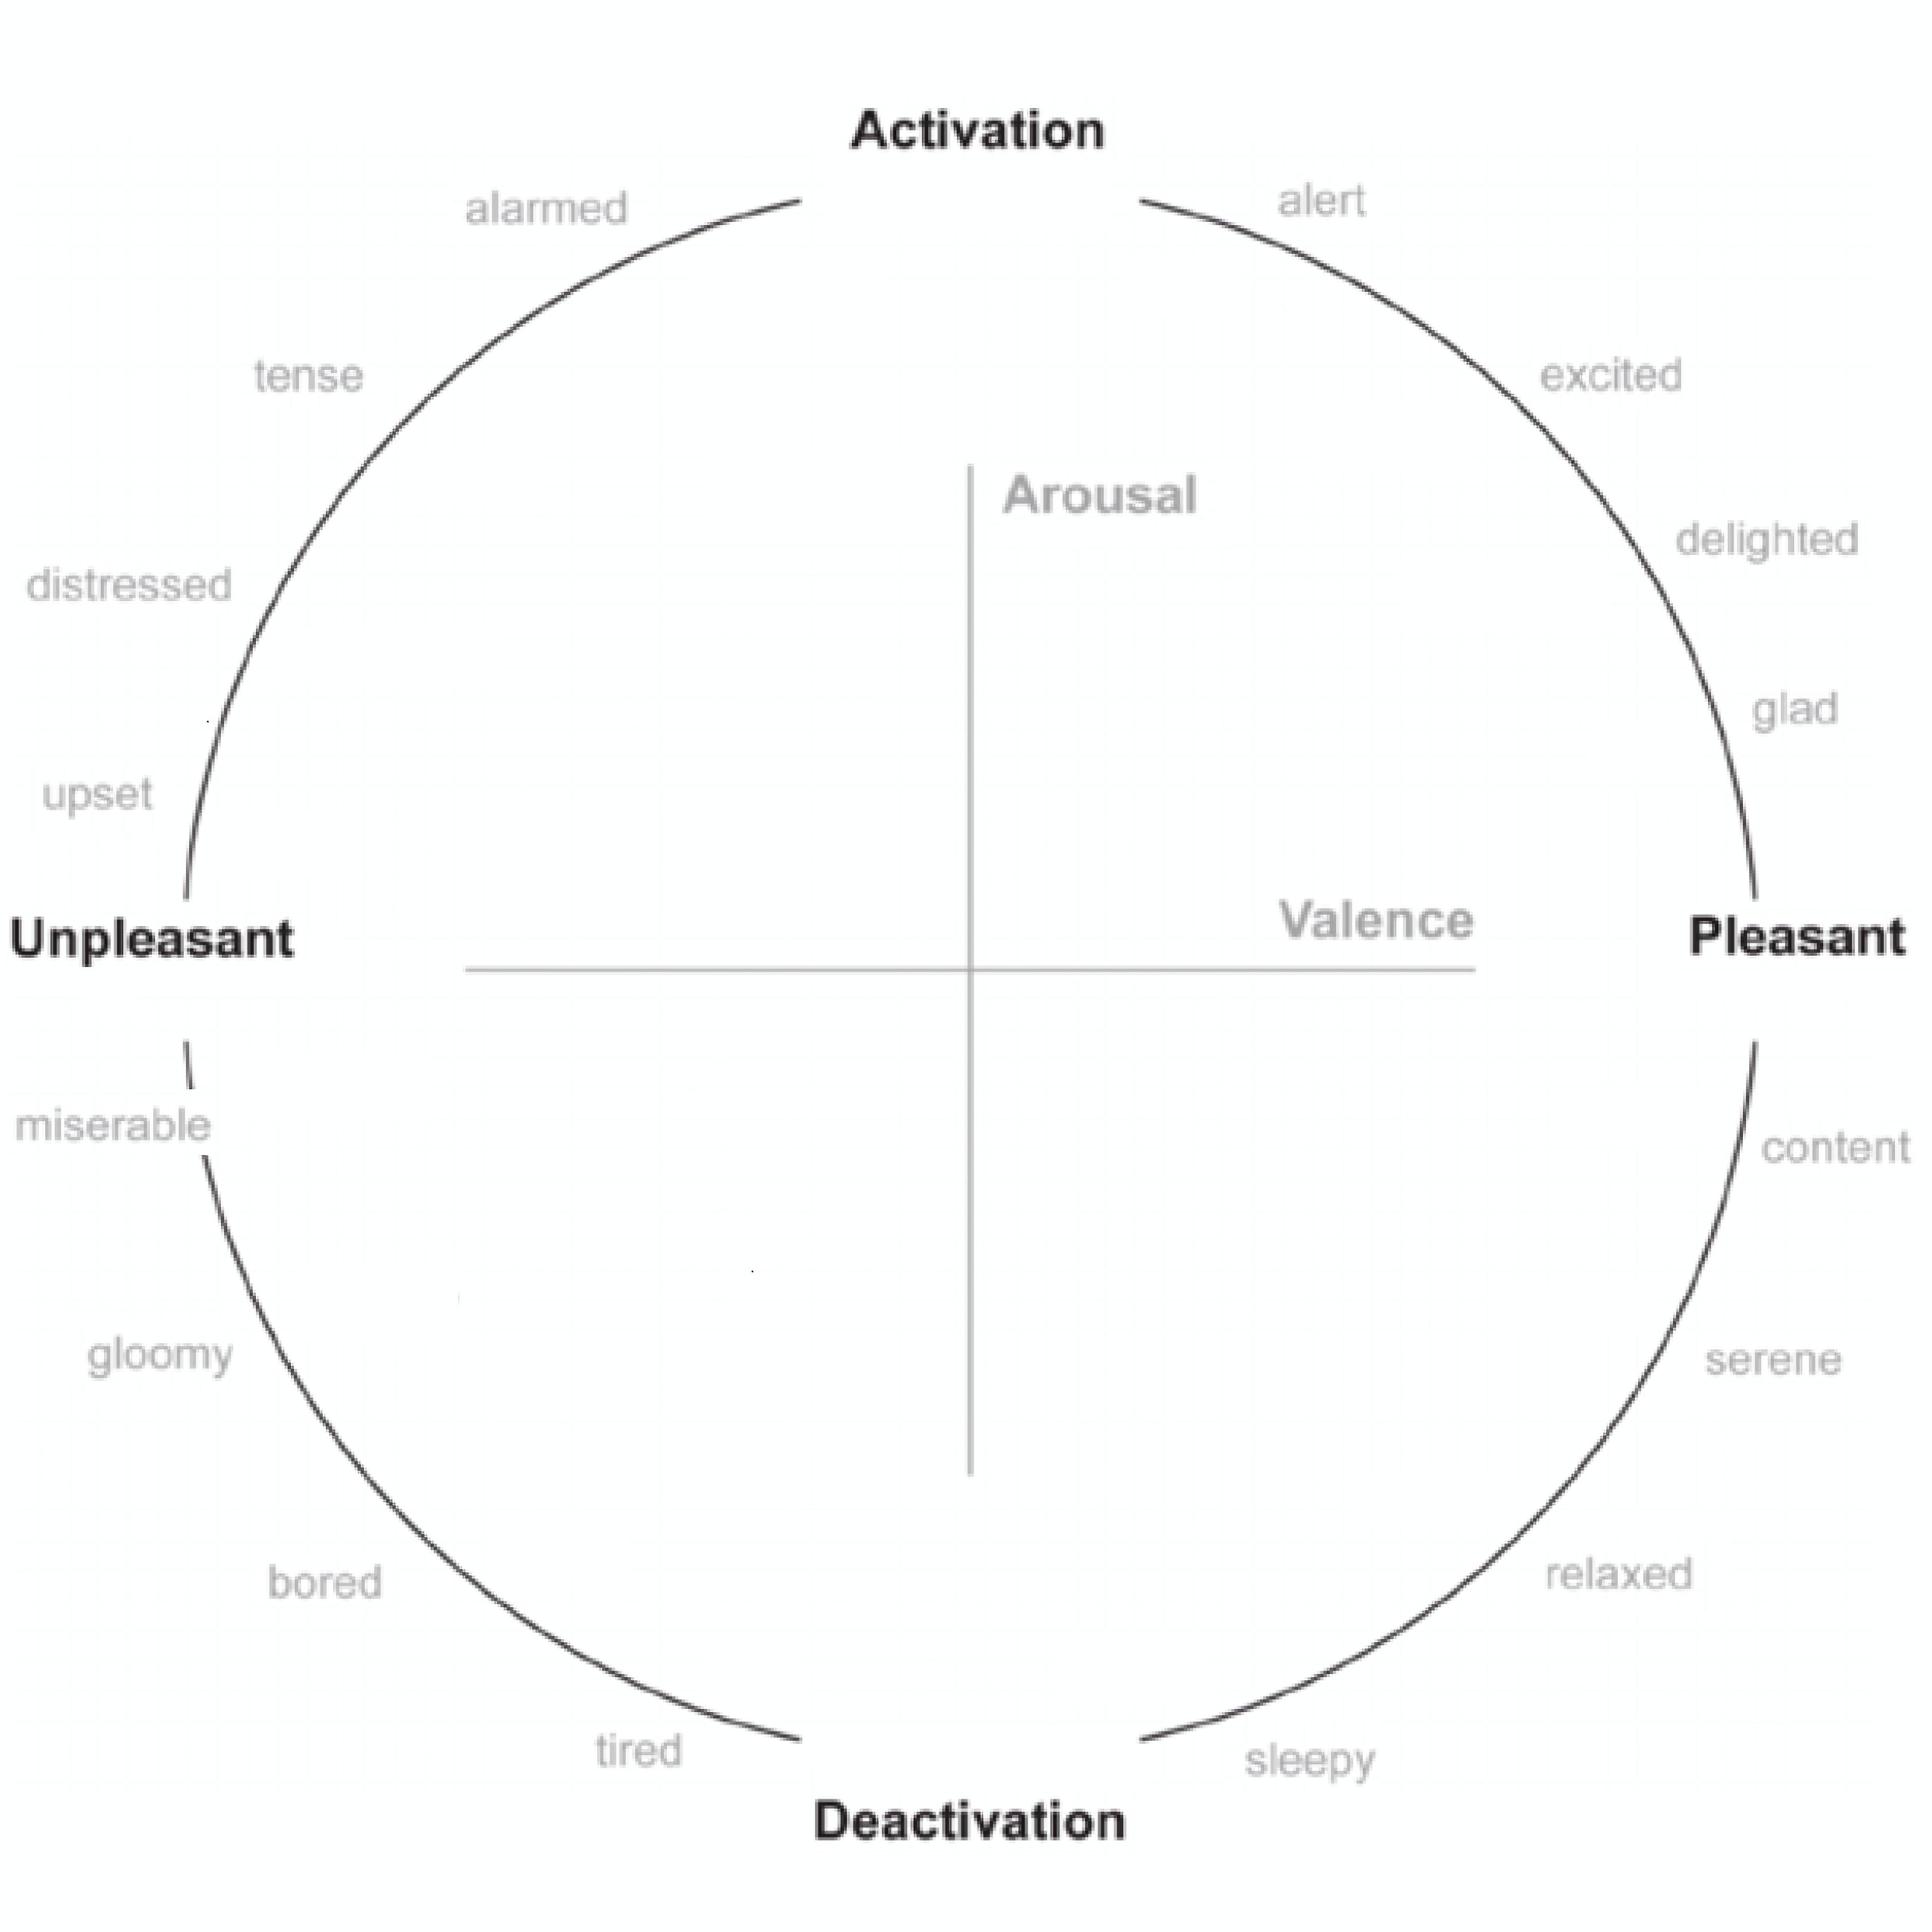 Activation
alarmed
alert
tense
excited
Arousal
delighted
distressed
glad
upset
Valence
Unpleasant
Pleasant
miserable
content
gloomy
serene
bored
relaxed
tired
sleepy
Deactivation